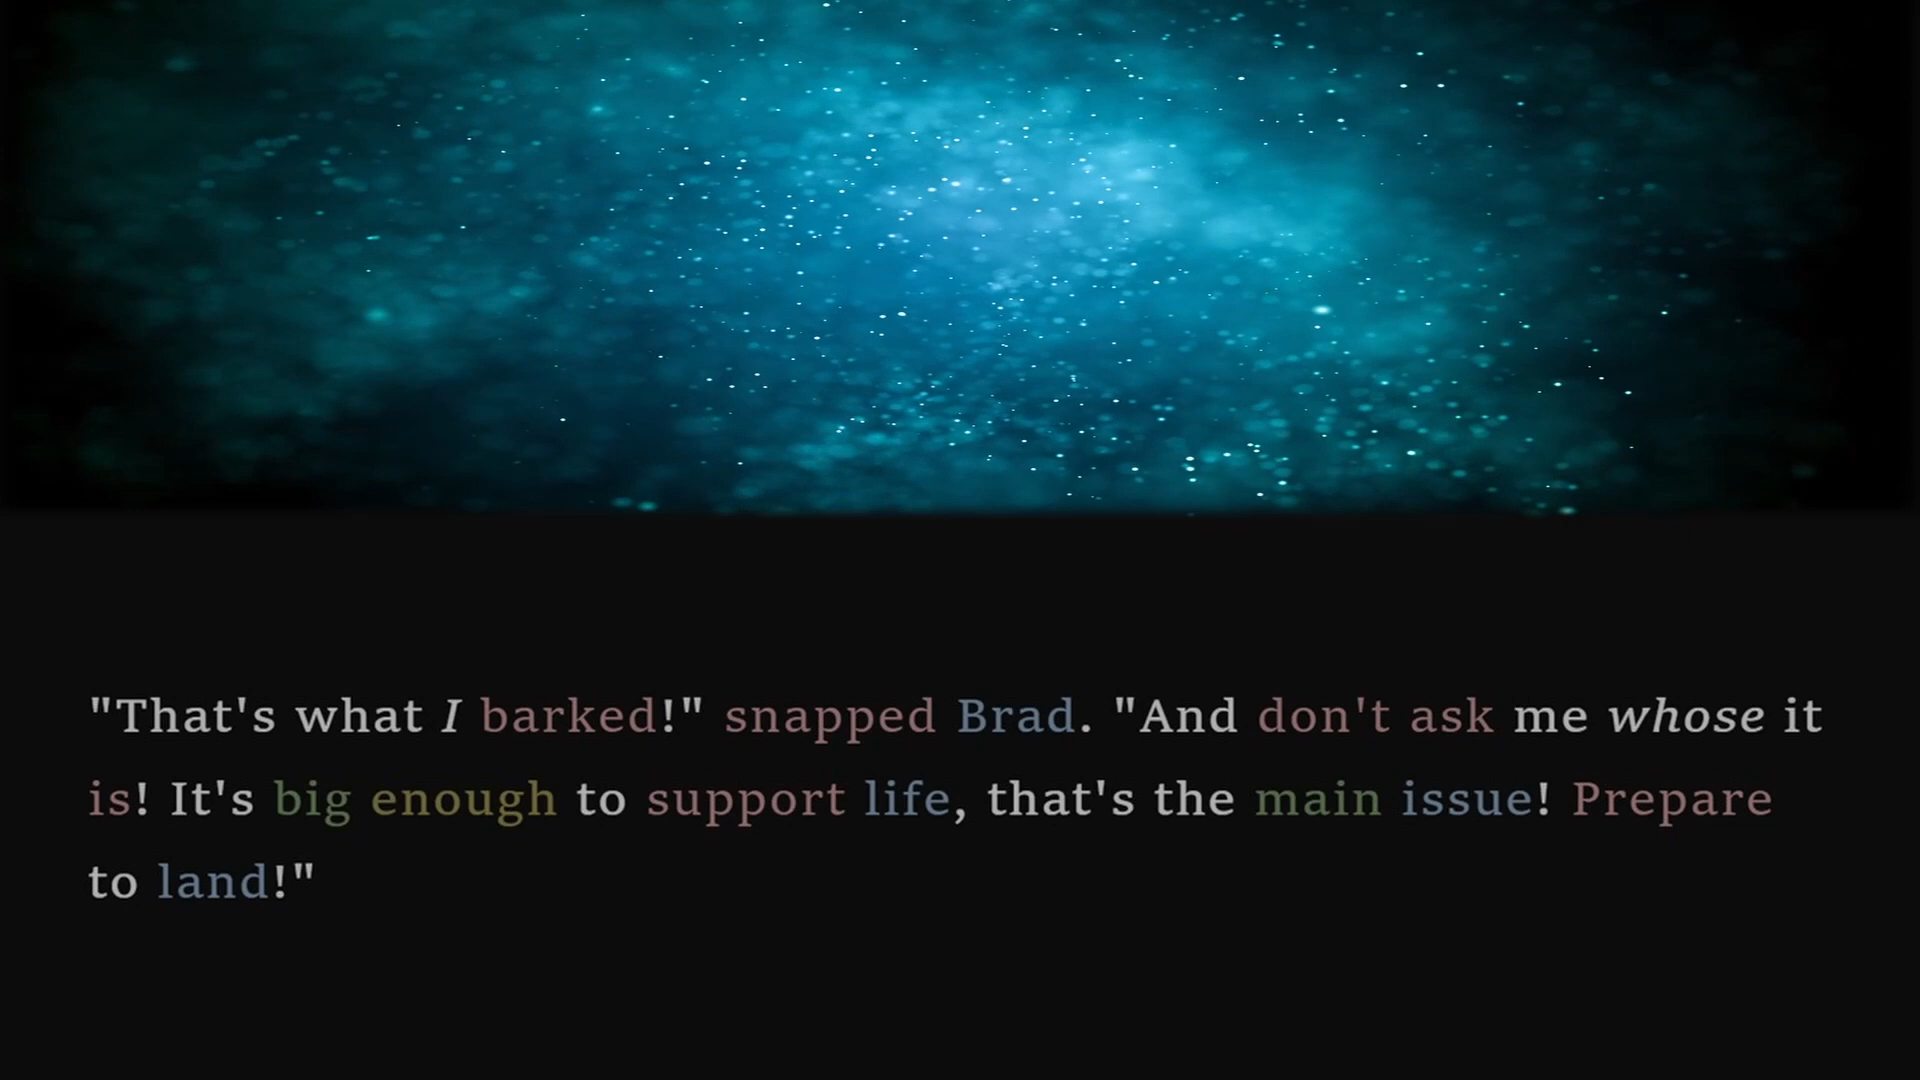 "That's what I barked!" snapped Brad. "And don't ask me whose it
is! It's big enough to support life, that's the main issue! Prepare
to land!"